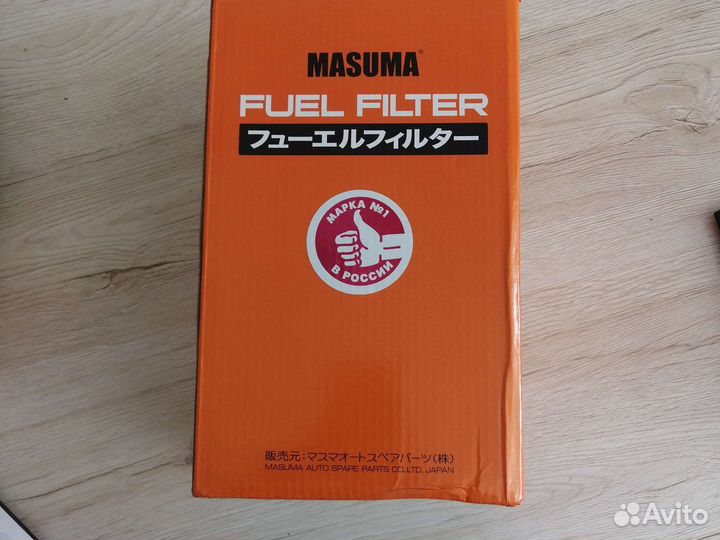 MASUMA®
FUEL FILTER
フューエルフィルター
МАРКА №1
В РОССИИ
販売元：マスマオートスペアパーツ（株）
MASUMA AUTO SPARE PARTS CO.,LTD, JAPAN
Avito